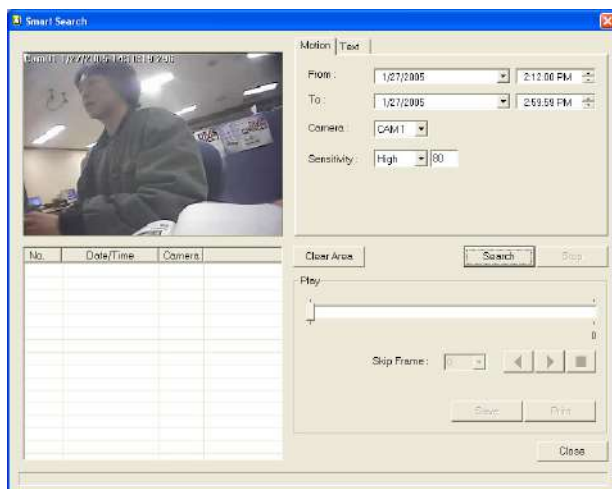 Smart Search
Motion Text
From :
1/27/2005 2:12:00 PM
To :
1/27/2005 2:59:59 PM
Camera : CAM 1
Sensitivity : High 80
No. Date/Time Camera
Clear Area Search Stop
Play
0
Skip Frame : 0
Save Print
Close